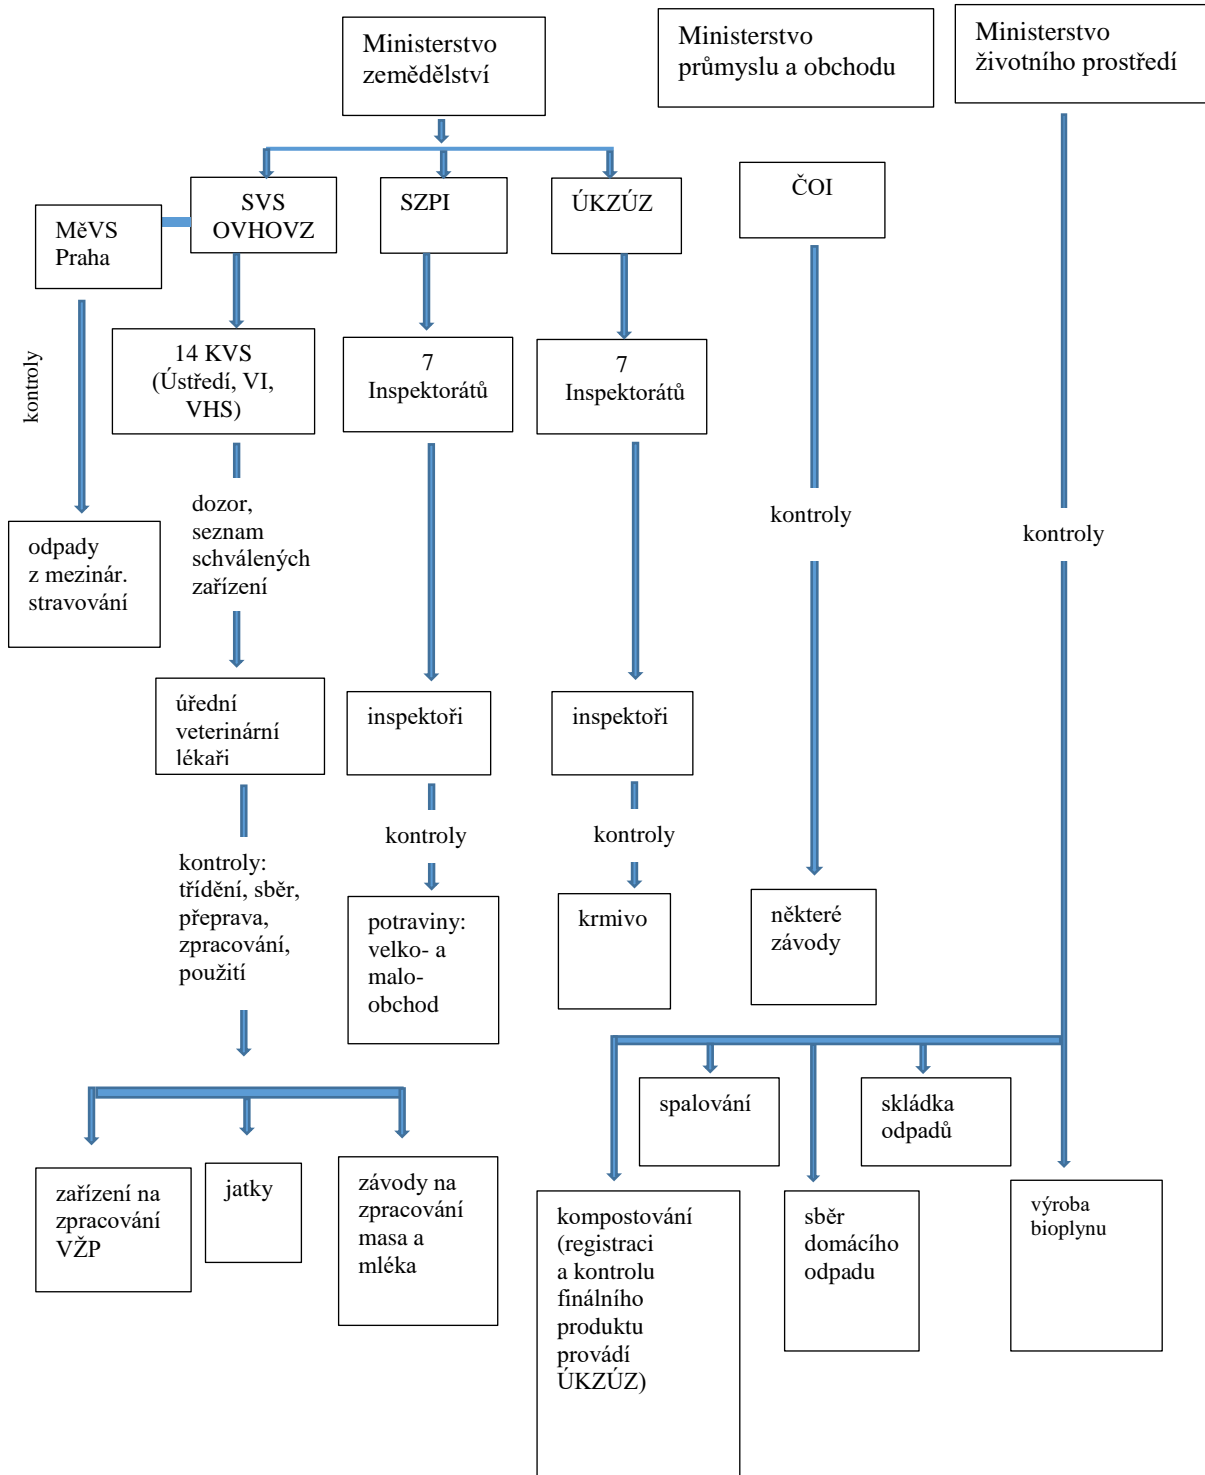 Ministerstvo
zemědělství
Ministerstvo
průmyslu a obchodu
Ministerstvo
životního prostředí
MěVS
Praha
SVS
OVHOVZ
SZPI
ÚKZÚZ
ČOI
kontroly
14 KVS
(Ústředí, VI,
VHS)
7
Inspektorátů
7
Inspektorátů
odpady
z mezinár.
stravování
dozor,
seznam
schválených
zařízení
kontroly
kontroly
úřední
veterinární
lékaři
inspektoři
inspektoři
kontroly:
třídění, sběr,
přeprava,
zpracování,
použití
kontroly
kontroly
potraviny:
velko- a
malo-
obchod
krmivo
některé
závody
spalování
skládka
odpadů
zařízení na
zpracování
VŽP
jatky
závody na
zpracování
masa a
mléka
kompostování
(registraci
a kontrolu
finálního
produktu
provádí
ÚKZÚZ)
sběr
domácího
odpadu
výroba
bioplynu